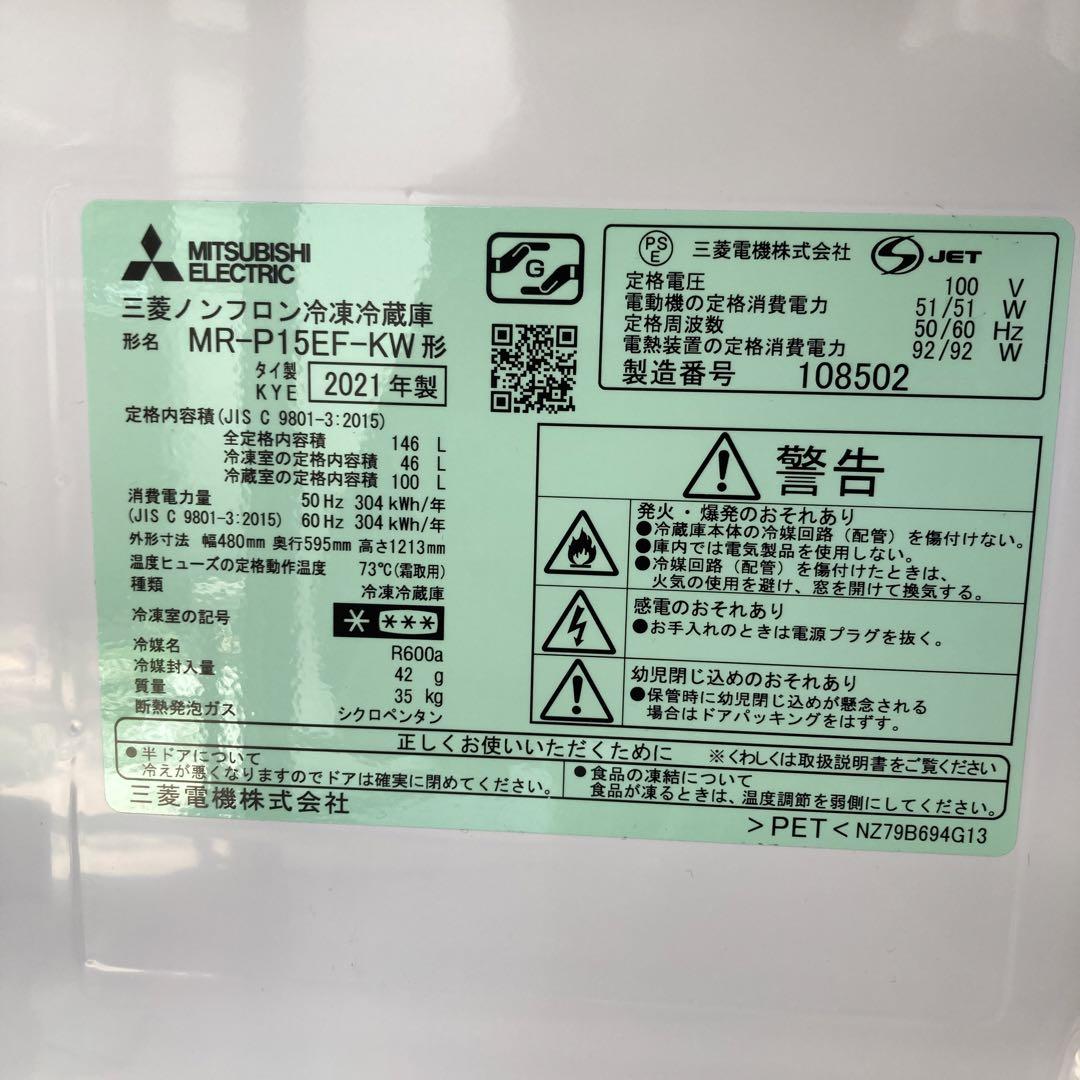 MITSUBISHI
ELECTRIC
三菱ノンフロン冷凍冷蔵庫
形名 MR-P15EF-KW 形
タイ製
KYE 2021 年製
定格内容積(JIS C 9801-3:2015)
全定格内容積 146 L
冷凍室の定格内容積 46 L
冷蔵室の定格内容積 100 L
消費電力量 50 Hz 304 kWh/年
(JIS C 9801-3:2015) 60 Hz 304 kWh/年
外形寸法 幅480mm 奥行595mm 高さ1213mm
温度ヒューズの定格動作温度 73℃(霜取用)
種類 冷凍冷蔵庫
冷凍室の記号 * ***
冷媒名 R600a
冷媒封入量 42 g
質量 35 kg
断熱発泡ガス シクロペンタン
G
PS
E
三菱電機株式会社 S JET
定格電圧 100 V
電動機の定格消費電力 51/51 W
定格周波数 50/60 Hz
電熱装置の定格消費電力 92/92 W
製造番号 108502
警告
発火・爆発のおそれあり
●冷蔵庫本体の冷媒回路(配管)を傷付けない。
●庫内では電気製品を使用しない。
●冷媒回路(配管)を傷付けたときは、
火気の使用を避け、窓を開けて換気する。
感電のおそれあり
●お手入れのときは電源プラグを抜く。
幼児閉じ込めのおそれあり
●保管時に幼児閉じ込めが懸念される
場合はドアパッキングをはずす。
正しくお使いいただくために ※くわしくは取扱説明書をご覧ください
●半ドアについて
冷えが悪くなりますのでドアは確実に閉めてください。
●食品の凍結について
食品が凍るときは、温度調節を弱側にしてください。
三菱電機株式会社
>PET< NZ79B694G13